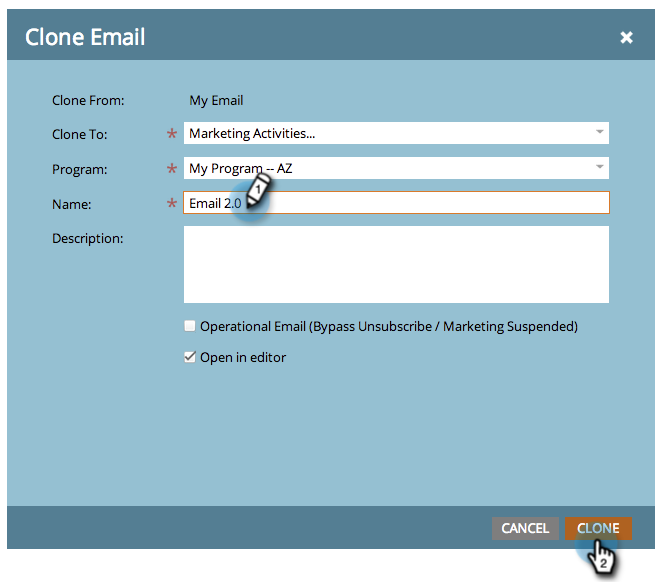 Clone Email
Clone From: My Email
Clone To: * Marketing Activities...
Program: * My Program -- AZ
Name: * Email 2.0
1
Description:
Operational Email (Bypass Unsubscribe / Marketing Suspended)
Open in editor
CANCEL CLONE
2